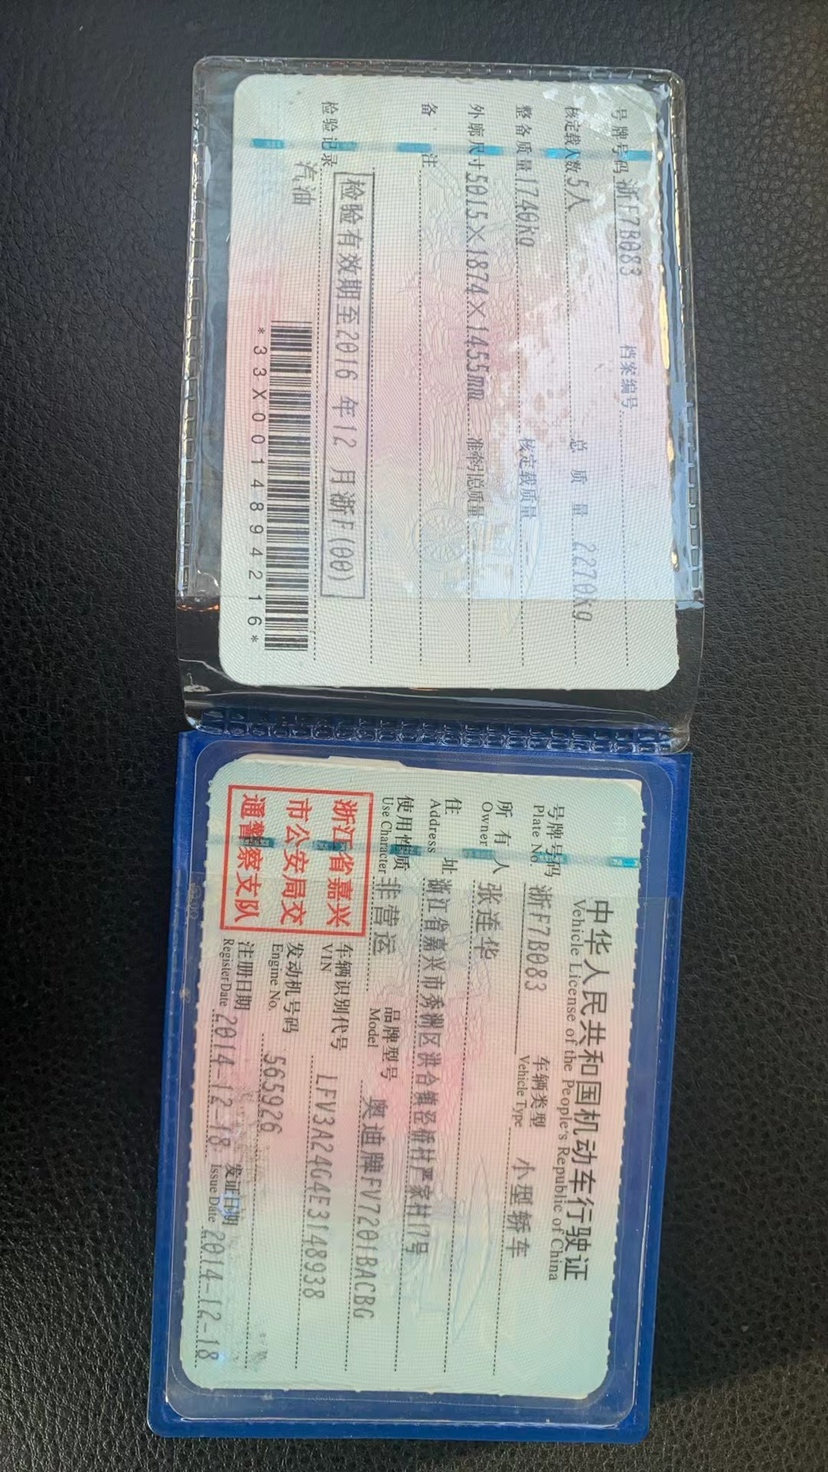 号牌号码 浙F7B083 档案编号
核定载人数 5人 总质量 2270kg
整备质量 1740kg 核定载质量
外廓尺寸 5015×1874×1455mm 准牵引总质量
备注
检验有效期至2016年12月浙F(00)
检验记录
汽油
*33X0014894216*
中华人民共和国机动车行驶证
Vehicle License of the People's Republic of China
号牌号码 浙F7B083 车辆类型 小型轿车
Plate No. Vehicle Type
所有人 张连华
Owner
住址 浙江省嘉兴市秀洲区洪合镇泾桥村严家村17号
Address
使用性质 非营运 品牌型号 奥迪牌FV7201BACBG
Use Character Model
浙江省嘉兴
市公安局交
通警察支队
车辆识别代号 LFV3A24G4E3148938
VIN
发动机号码 565926
Engine No.
注册日期 2014-12-18 发证日期 2014-12-18
Register Date Issue Date